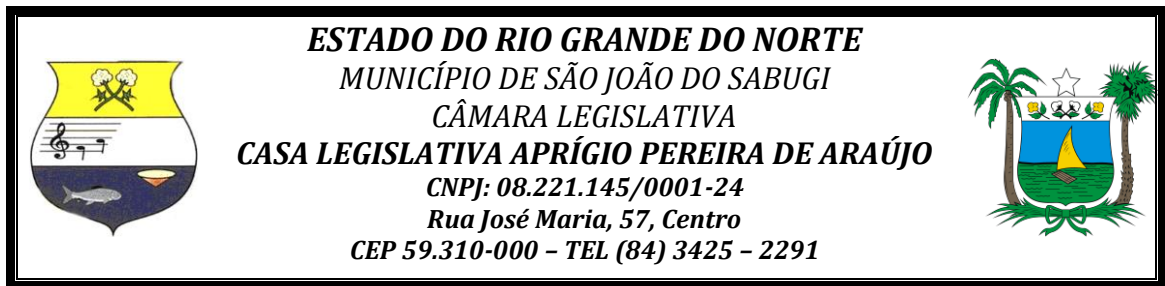 ESTADO DO RIO GRANDE DO NORTE
MUNICÍPIO DE SÃO JOÃO DO SABUGI
CÂMARA LEGISLATIVA
CASA LEGISLATIVA APRÍGIO PEREIRA DE ARAÚJO
CNPJ: 08.221.145/0001-24
Rua José Maria, 57, Centro
CEP 59.310-000 – TEL (84) 3425 – 2291